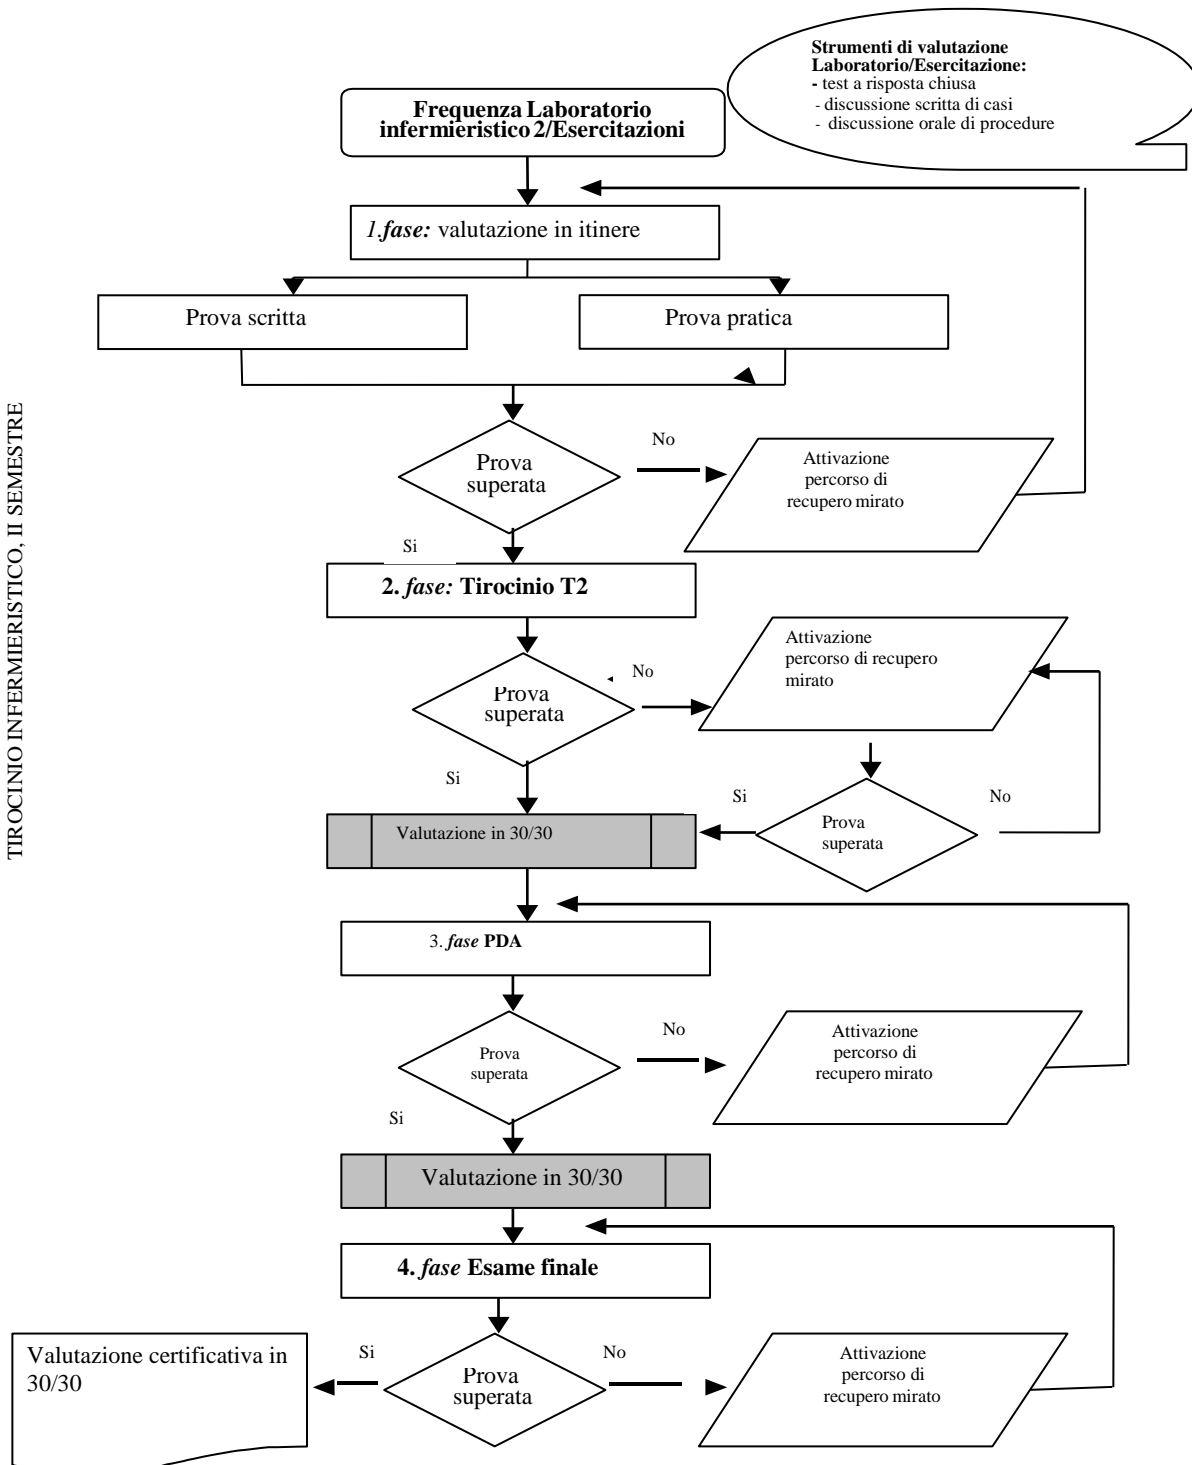 Strumenti di valutazione
Laboratorio/Esercitazione:
- test a risposta chiusa
- discussione scritta di casi
- discussione orale di procedure
Frequenza Laboratorio
infermieristico 2/Esercitazioni
1.fase: valutazione in itinere
Prova scritta
Prova pratica
TIROCINIO INFERMIERISTICO, II SEMESTRE
Prova
superata
No
Attivazione
percorso di
recupero mirato
Si
2. fase: Tirocinio T2
Prova
superata
No
Attivazione
percorso di recupero
mirato
Si
Valutazione in 30/30
Si
Prova
superata
No
3. fase PDA
Prova
superata
No
Attivazione
percorso di
recupero mirato
Si
Valutazione in 30/30
4. fase Esame finale
Valutazione certificativa in
30/30
Si
Prova
superata
No
Attivazione
percorso di
recupero mirato